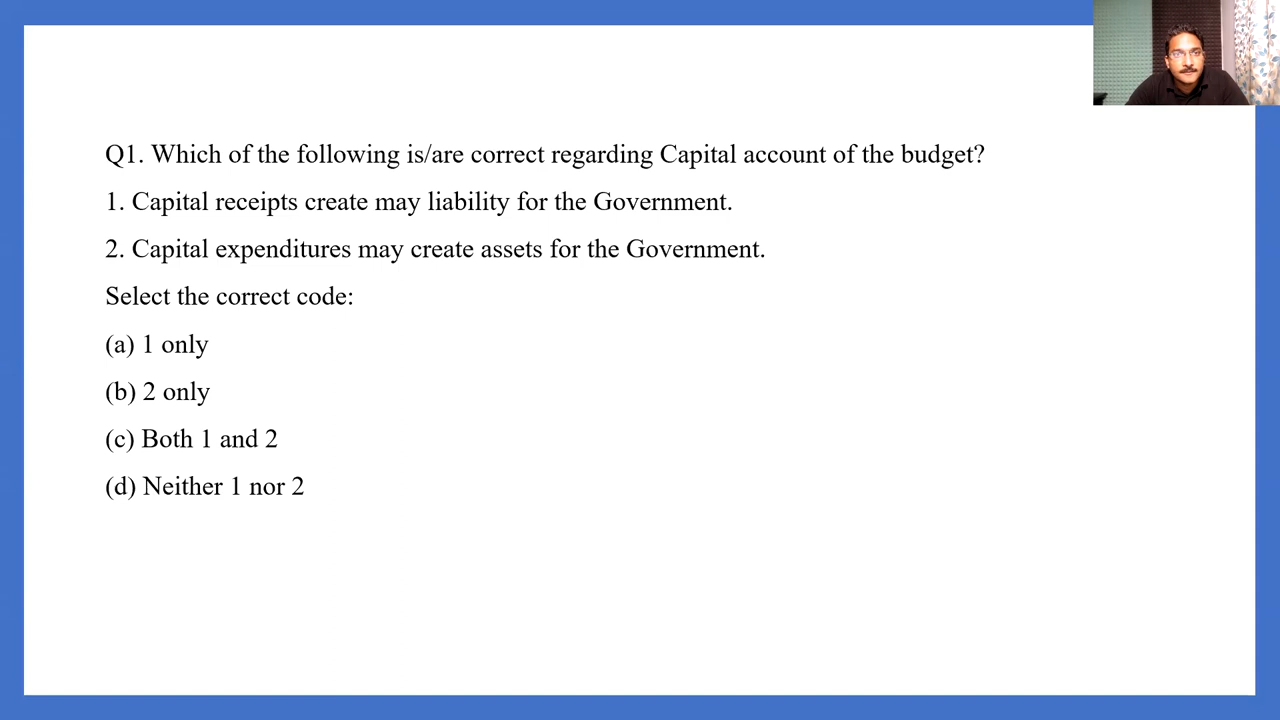 Q1. Which of the following is/are correct regarding Capital account of the budget?
1. Capital receipts create may liability for the Government.
2. Capital expenditures may create assets for the Government.
Select the correct code:
(a) 1 only
(b) 2 only
(c) Both 1 and 2
(d) Neither 1 nor 2